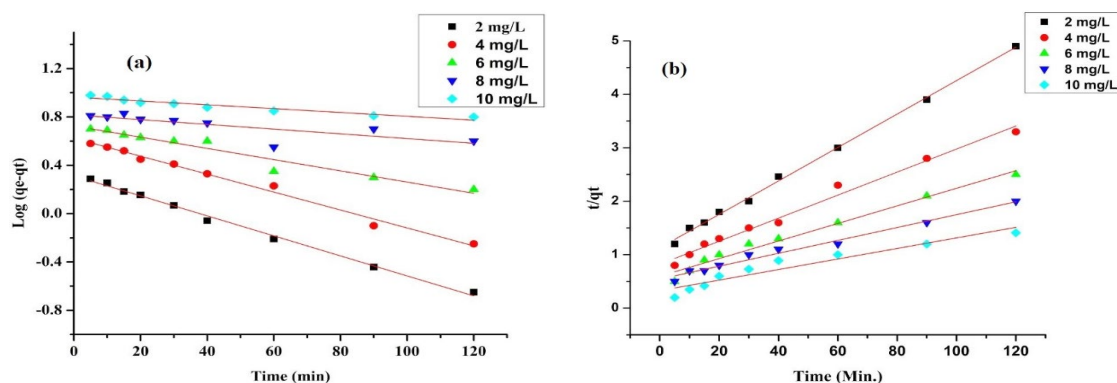 (a)
2 mg/L
4 mg/L
6 mg/L
8 mg/L
10 mg/L
Log (qe-qt)
1.2
0.8
0.4
0.0
-0.4
-0.8
0 20 40 60 80 100 120
Time (min)
(b)
2 mg/L
4 mg/L
6 mg/L
8 mg/L
10 mg/L
t/qt
5
4
3
2
1
0
0 20 40 60 80 100 120
Time (Min.)